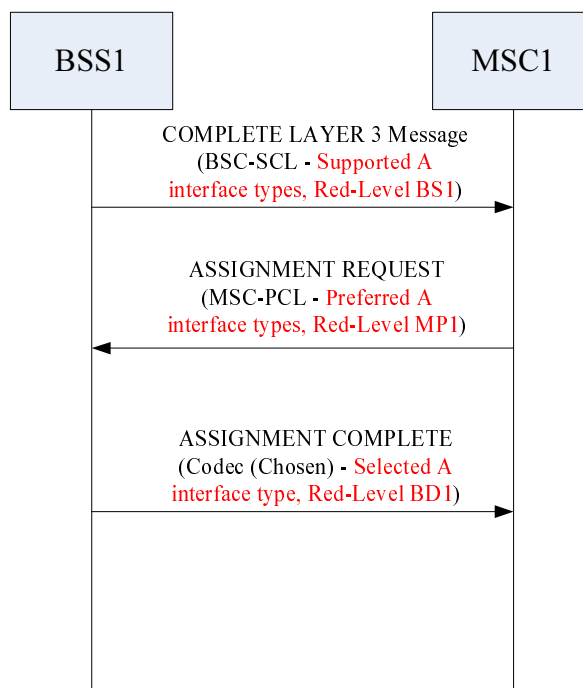 BSS1
MSC1
COMPLETE LAYER 3 Message
(BSC-SCL - Supported A
interface types, Red-Level BS1)
ASSIGNMENT REQUEST
(MSC-PCL - Preferred A
interface types, Red-Level MP1)
ASSIGNMENT COMPLETE
(Codec (Chosen) - Selected A
interface type, Red-Level BD1)